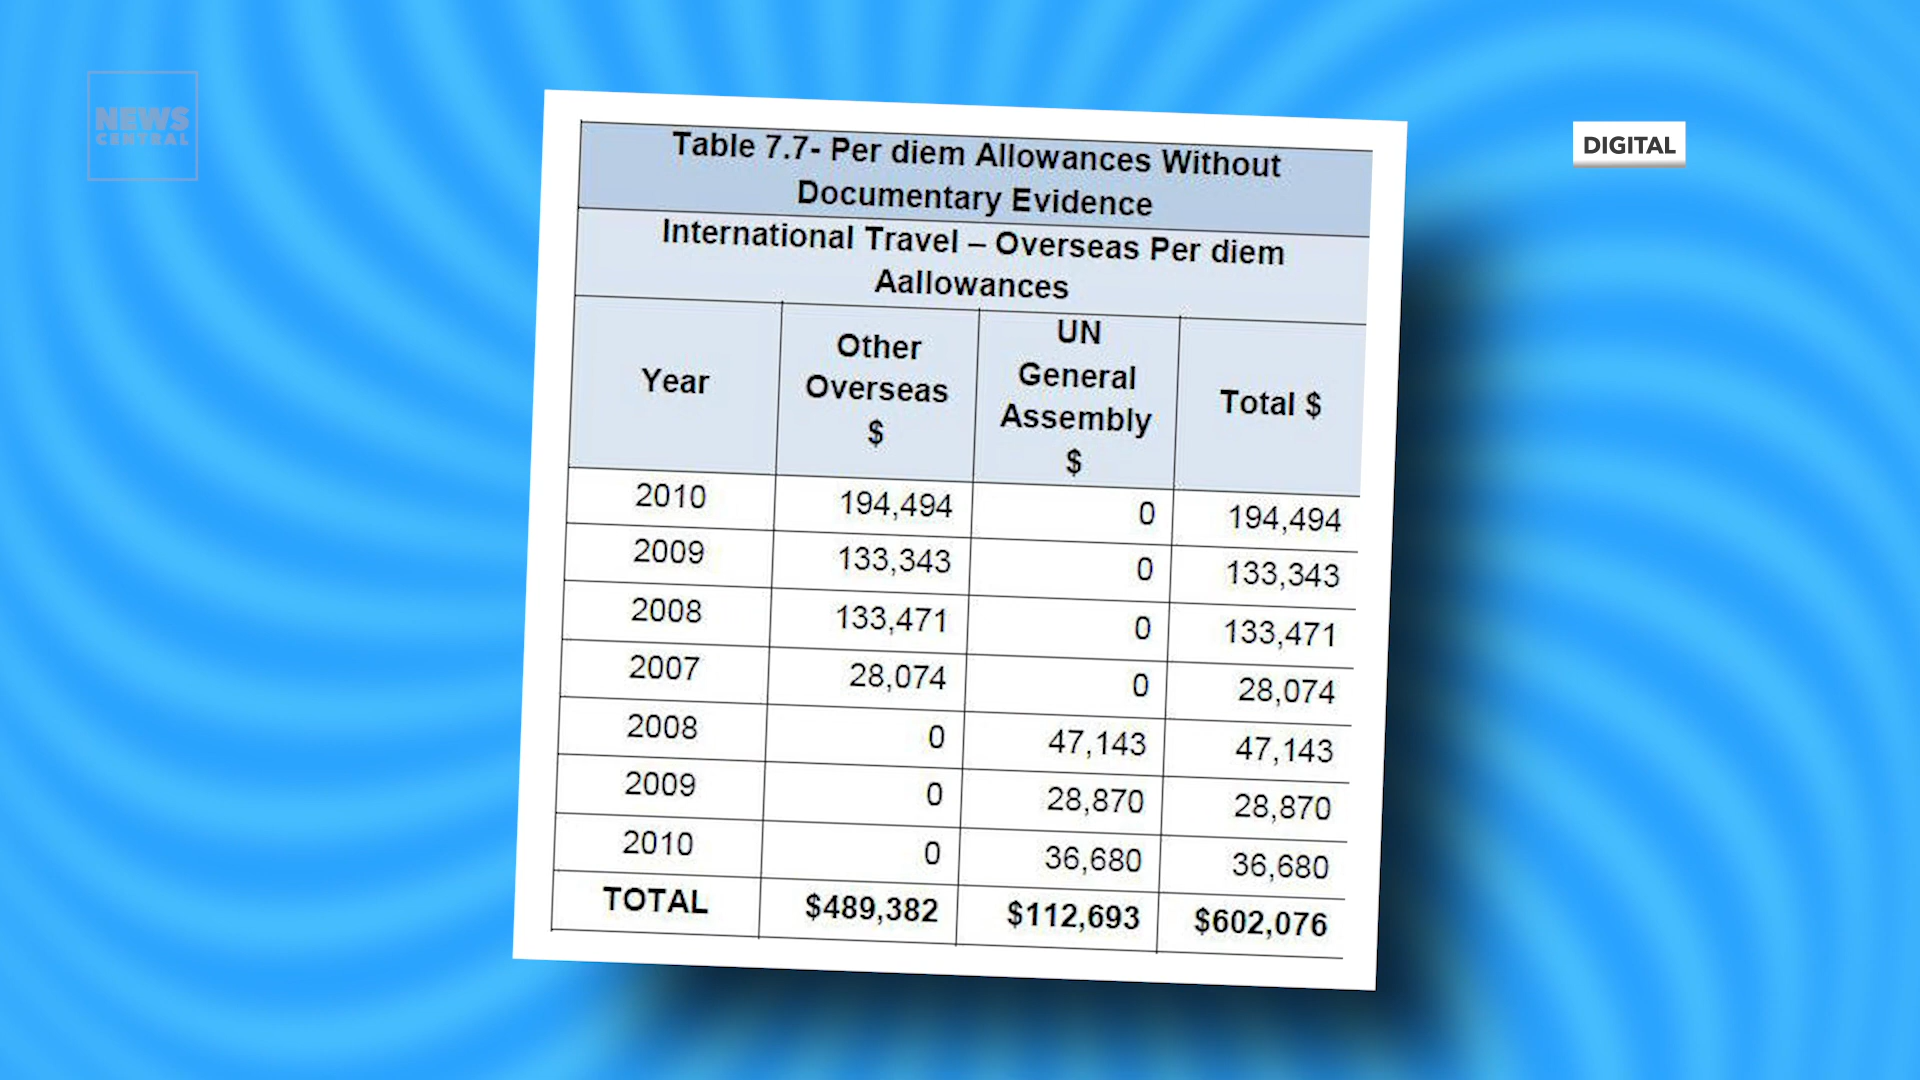 NEWS
CENTRAL
DIGITAL
Table 7.7- Per diem Allowances Without
Documentary Evidence
International Travel – Overseas Per diem
Aallowances
Year
Other
Overseas
$
UN
General
Assembly
$
Total $
2010 194,494 0 194,494
2009 133,343 0 133,343
2008 133,471 0 133,471
2007 28,074 0 28,074
2008 0 47,143 47,143
2009 0 28,870 28,870
2010 0 36,680 36,680
TOTAL $489,382 $112,693 $602,076